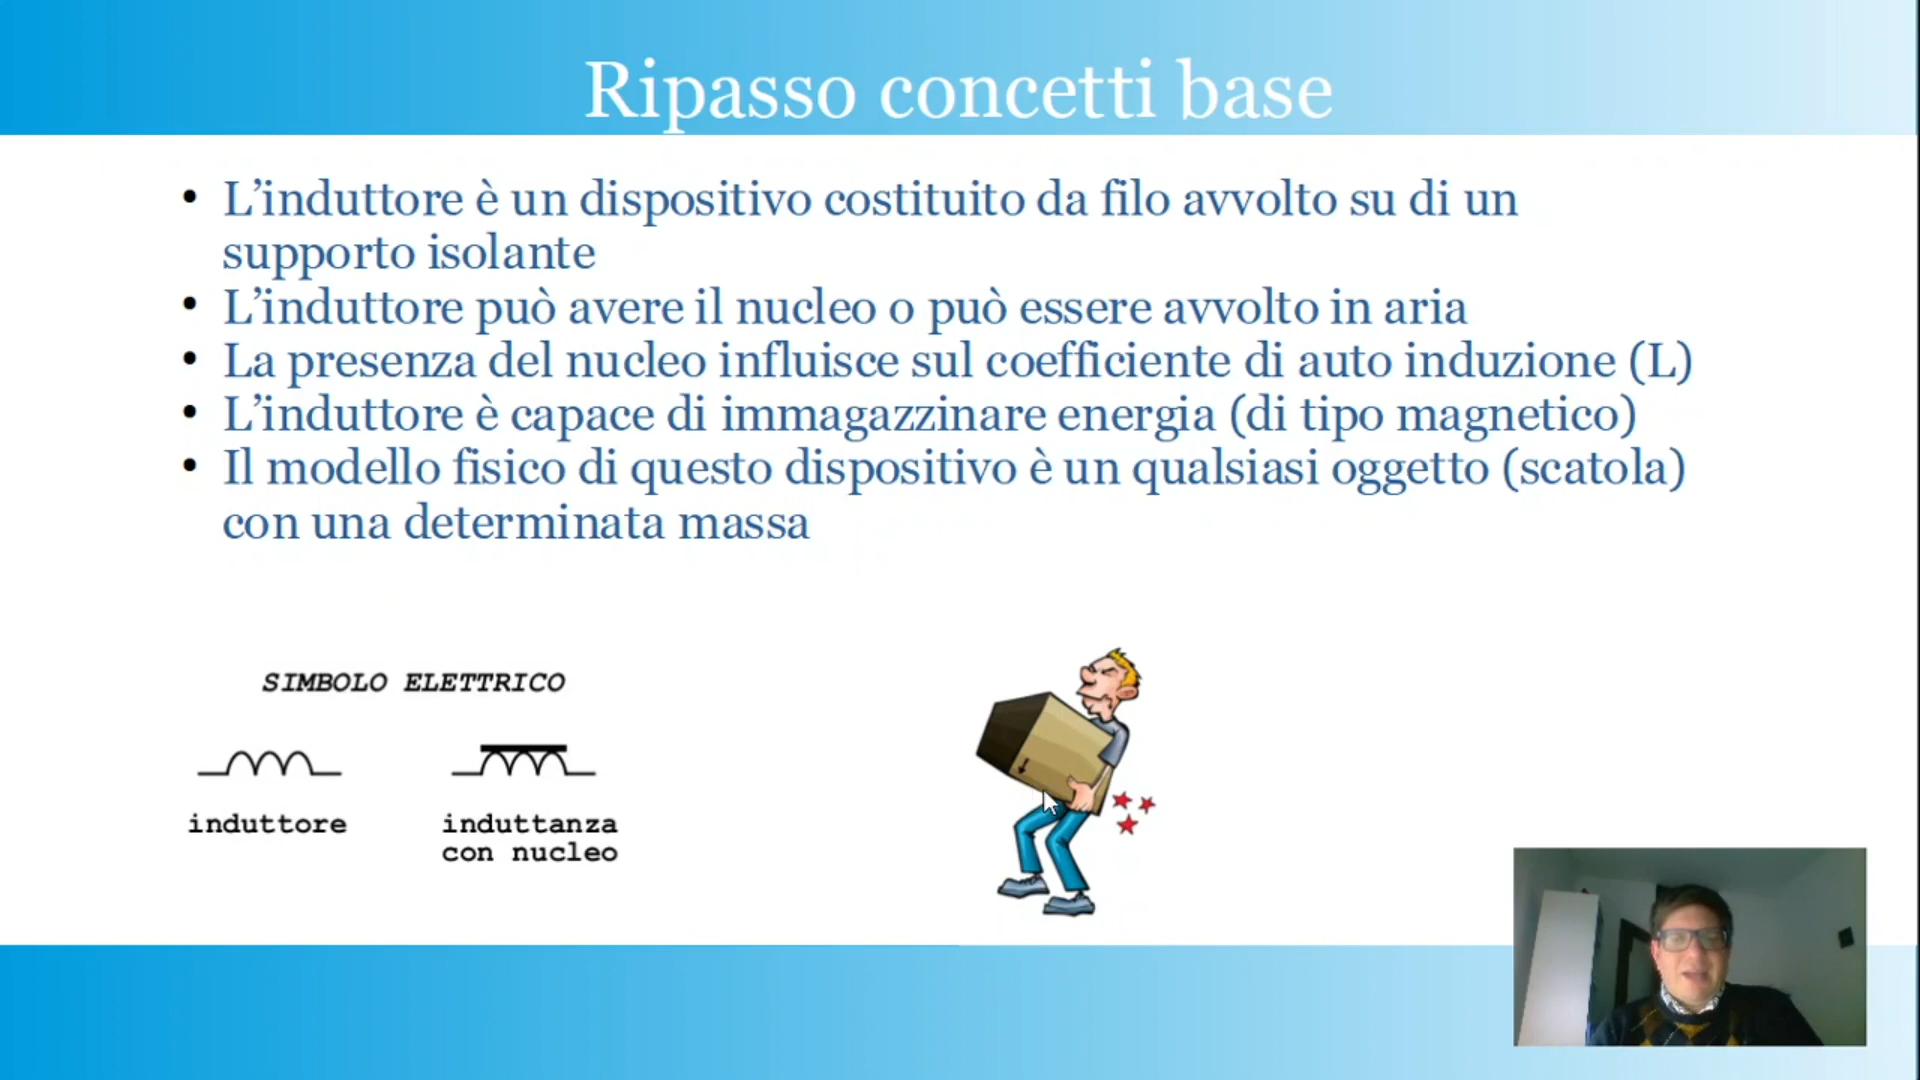 Ripasso concetti base
• L’induttore è un dispositivo costituito da filo avvolto su di un
supporto isolante
• L’induttore può avere il nucleo o può essere avvolto in aria
• La presenza del nucleo influisce sul coefficiente di auto induzione (L)
• L’induttore è capace di immagazzinare energia (di tipo magnetico)
• Il modello fisico di questo dispositivo è un qualsiasi oggetto (scatola)
con una determinata massa
SIMBOLO ELETTRICO
induttore
induttanza
con nucleo